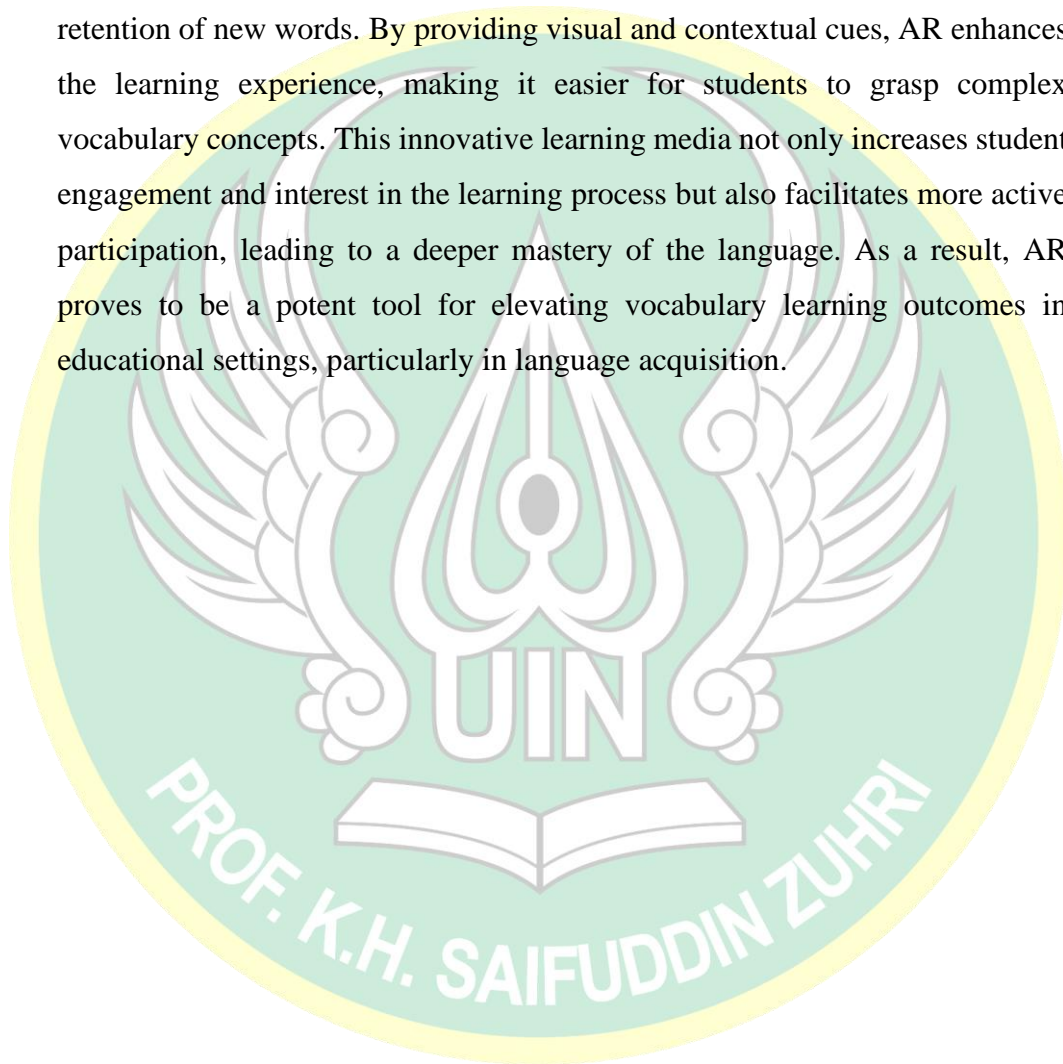 retention of new words. By providing visual and contextual cues, AR enhances
the learning experience, making it easier for students to grasp complex
vocabulary concepts. This innovative learning media not only increases student
engagement and interest in the learning process but also facilitates more active
participation, leading to a deeper mastery of the language. As a result, AR
proves to be a potent tool for elevating vocabulary learning outcomes in
educational settings, particularly in language acquisition.
UIN
PROF. K.H. SAIFUDDIN ZUHRI